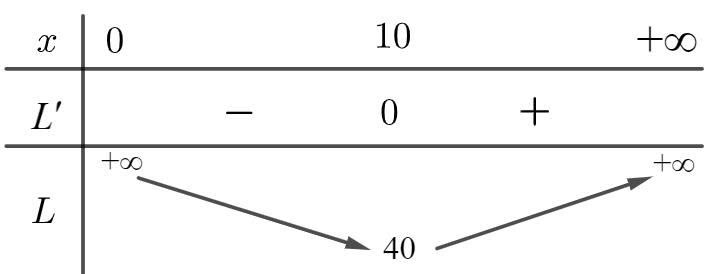 x 0 10 +∞
L′ − 0 +
+∞ +∞
L
40